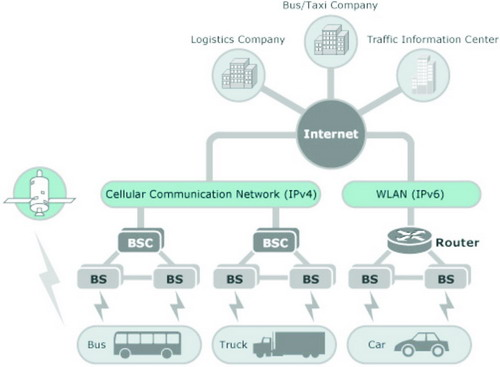 Bus/Taxi Company
Logistics Company
Traffic Information Center
Internet
Cellular Communication Network (IPv4)
WLAN (IPv6)
BSC
BSC
Router
BS
BS
BS
BS
BS
BS
Bus
Truck
Car